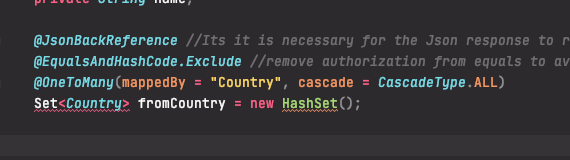 private String name;
@JsonBackReference //Its it is necessary for the Json response to
@EqualsAndHashCode.Exclude //remove authorization from equals to
@OneToMany(mappedBy = "Country", cascade = CascadeType.ALL)
Set<Country> fromCountry = new HashSet();